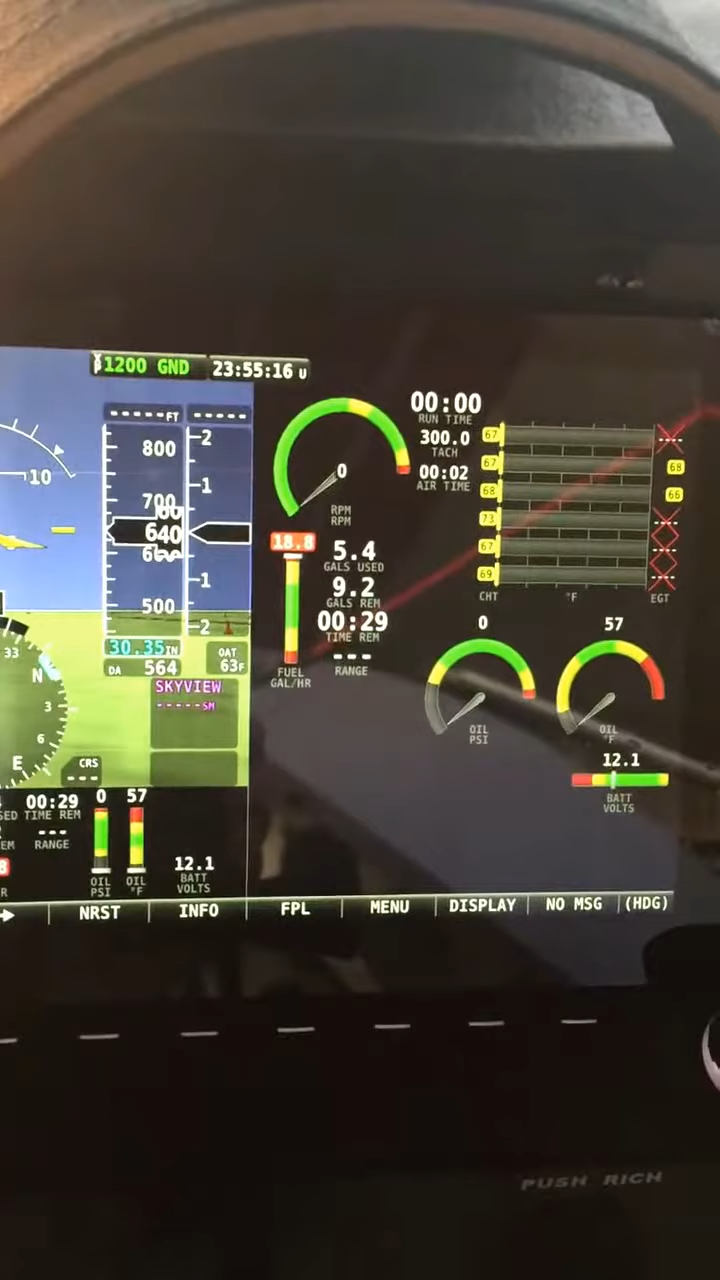 1200 GND 23:55:16 U
-----FT -----
800
700
640
500
2
1
1
2
10
30.35IN
DA 564
OAT
63F
SKYVIEW
-----SM
33
N
3
6
E
CRS
---
0
RPM
RPM
00:00
RUN TIME
300.0
TACH
00:02
AIR TIME
18.8
FUEL
GAL/HR
5.4
GALS USED
9.2
GALS REM
00:29
TIME REM
---
RANGE
67
67
68
73
67
69
68
66
CHT °F EGT
0
OIL
PSI
57
OIL
°F
12.1
BATT
VOLTS
00:29
TIME REM
---
RANGE
0
OIL
PSI
57
OIL
°F
12.1
BATT
VOLTS
NRST INFO FPL MENU DISPLAY NO MSG (HDG)
PUSH RICH